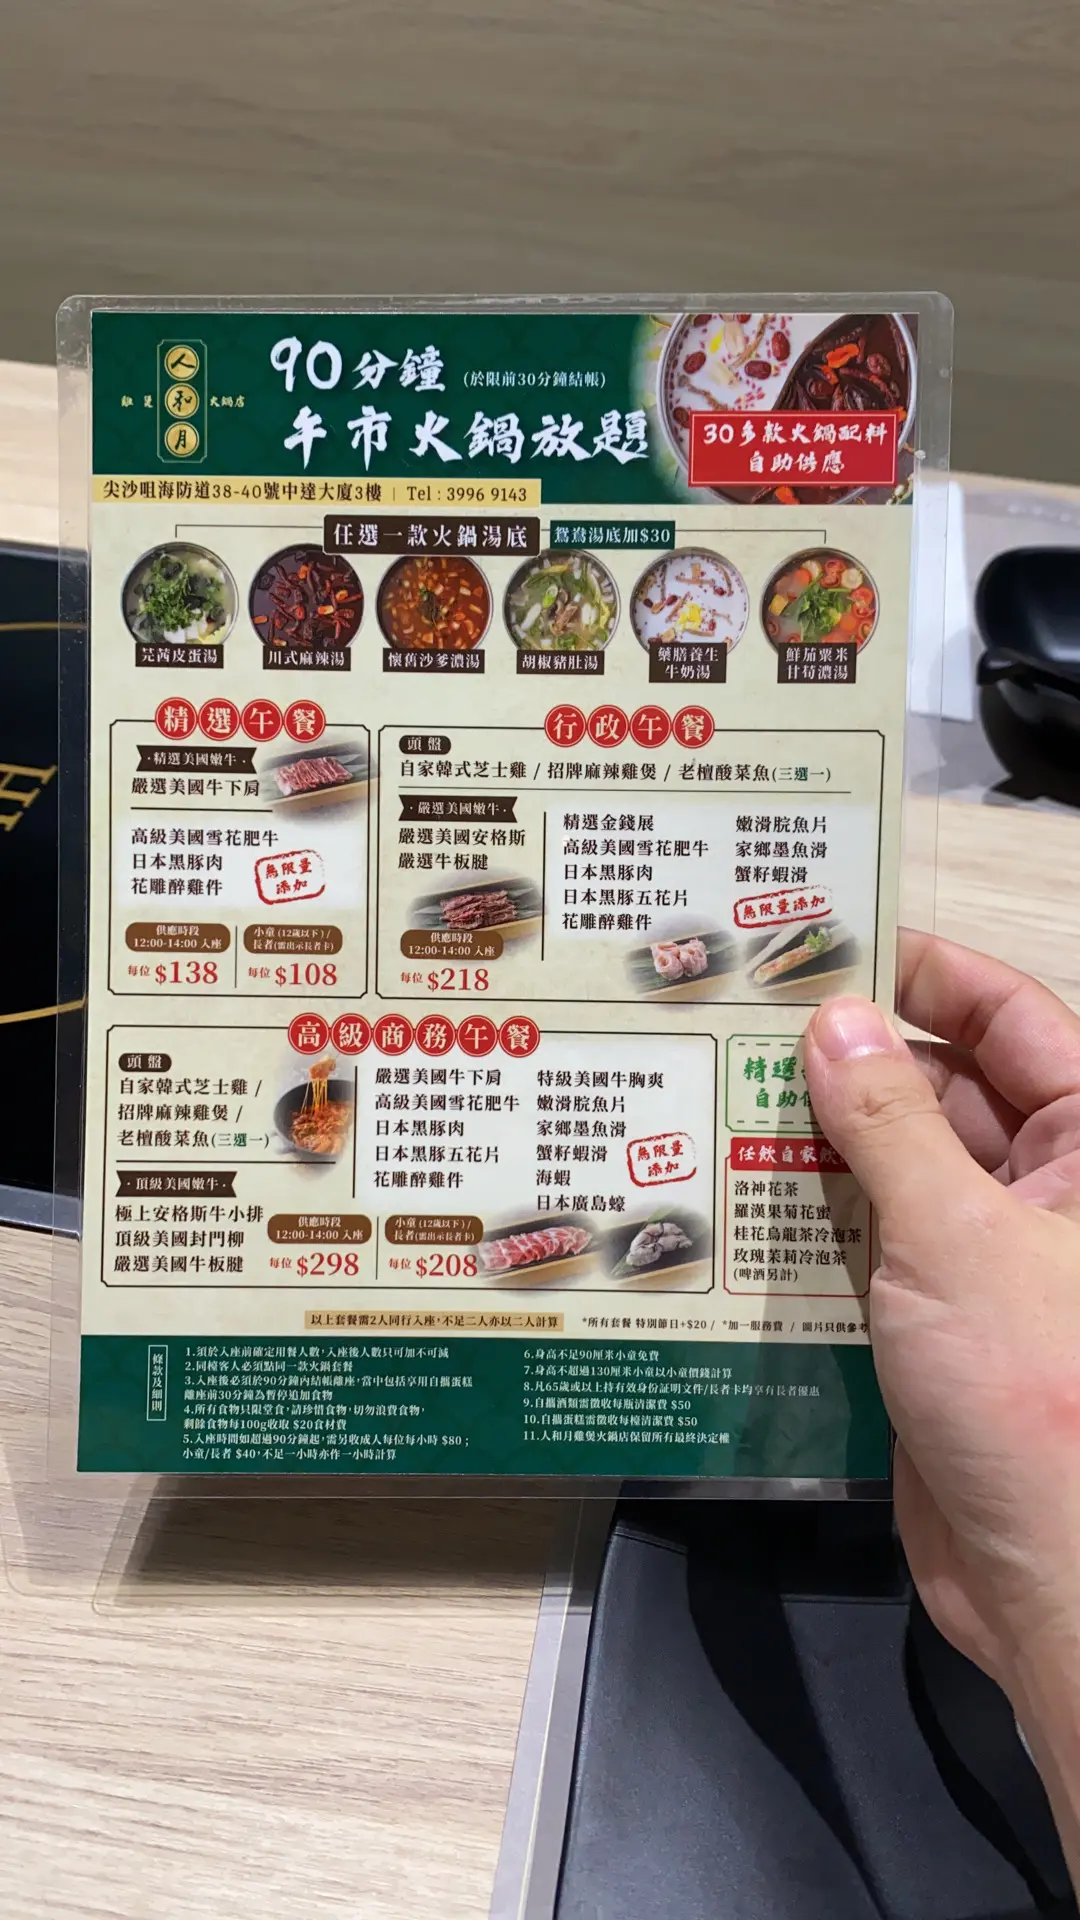 人和月
雞煲 火鍋店
90分鐘 (於限前30分鐘結帳)
午市火鍋放題
30多款火鍋配料
自助供應
尖沙咀海防道38-40號中達大廈3樓 | Tel : 3996 9143
任選一款火鍋湯底 鴛鴦湯底加$30
芫茜皮蛋湯
川式麻辣湯
懷舊沙爹濃湯
胡椒豬肚湯
藥膳養生
牛奶湯
鮮茄粟米
甘荀濃湯
精選午餐
·精選美國嫩牛·
嚴選美國牛下肩
高級美國雪花肥牛
日本黑豚肉
花雕醉雞件
無限量
添加
供應時段
12:00-14:00 入座
每位 $138
小童 (12歲以下) /
長者(需出示長者卡)
每位 $108
行政午餐
頭盤
自家韓式芝士雞 / 招牌麻辣雞煲 / 老壇酸菜魚(三選一)
·嚴選美國嫩牛·
嚴選美國安格斯
嚴選牛板腱
供應時段
12:00-14:00 入座
每位 $218
精選金錢展
高級美國雪花肥牛
日本黑豚肉
日本黑豚五花片
花雕醉雞件
嫩滑脘魚片
家鄉墨魚滑
蟹籽蝦滑
無限量添加
高級商務午餐
頭盤
自家韓式芝士雞 /
招牌麻辣雞煲 /
老壇酸菜魚(三選一)
·頂級美國嫩牛·
極上安格斯牛小排
頂級美國封門柳
嚴選美國牛板腱
嚴選美國牛下肩
高級美國雪花肥牛
日本黑豚肉
日本黑豚五花片
花雕醉雞件
特級美國牛胸爽
嫩滑脘魚片
家鄉墨魚滑
蟹籽蝦滑
海蝦
日本廣島蠔
無限量
添加
供應時段
12:00-14:00 入座
每位 $298
小童 (12歲以下) /
長者(需出示長者卡)
每位 $208
精選
自助
任飲自家飲
洛神花茶
羅漢果菊花蜜
桂花烏龍茶冷泡茶
玫瑰茉莉冷泡茶
(啤酒另計)
以上套餐需2人同行入座,不足二人亦以二人計算
*所有套餐 特別節日+$20 / *加一服務費 / 圖片只供參考
條款及細則
1.須於入座前確定用餐人數,入座後人數只可加不可減
2.同檯客人必須點同一款火鍋套餐
3.入座後必須於90分鐘內結帳離座,當中包括享用自攜蛋糕
離座前30分鐘為暫停追加食物
4.所有食物只限堂食,請珍惜食物,切勿浪費食物,
剩餘食物每100g收取 $20食材費
5.入座時間如超過90分鐘起,需另收成人每位每小時 $80 ;
小童/長者 $40,不足一小時亦作一小時計算
6.身高不足90厘米小童免費
7.身高不超過130厘米小童以小童價錢計算
8.凡65歲或以上持有效身份証明文件/長者卡均享有長者優惠
9.自攜酒類需徵收每瓶清潔費 $50
10.自攜蛋糕需徵收每檯清潔費 $50
11.人和月雞煲火鍋店保留所有最終決定權